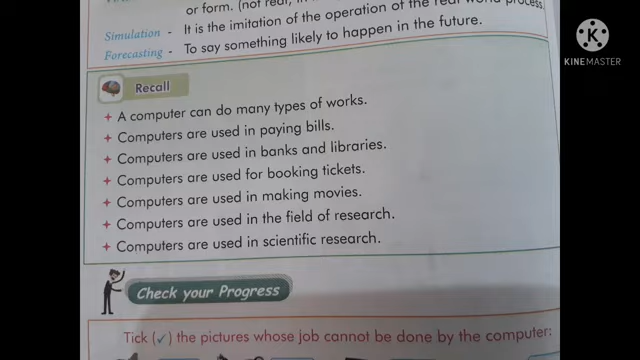 or form. (not real,
Simulation - It is the imitation of the operation of the real world process
Forecasting - To say something likely to happen in the future.
KINEMASTER
Recall
+ A computer can do many types of works.
+ Computers are used in paying bills.
+ Computers are used in banks and libraries.
+ Computers are used for booking tickets.
+ Computers are used in making movies.
+ Computers are used in the field of research.
+ Computers are used in scientific research.
Check your Progress
Tick (✓) the pictures whose job cannot be done by the computer: